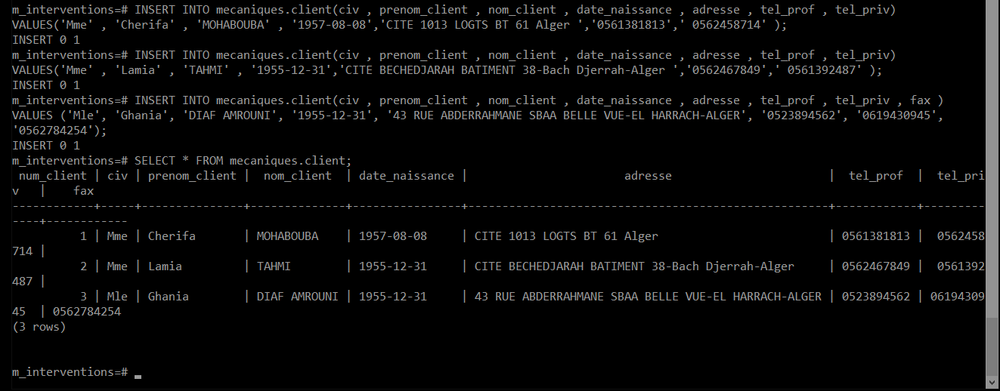 m_interventions=# INSERT INTO mecaniques.client(civ , prenom_client , nom_client , date_naissance , adresse , tel_prof , tel_priv)
VALUES('Mme' , 'Cherifa' , 'MOHABOUBA' , '1957-08-08','CITE 1013 LOGTS BT 61 Alger ','0561381813',' 0562458714' );
INSERT 0 1
m_interventions=# INSERT INTO mecaniques.client(civ , prenom_client , nom_client , date_naissance , adresse , tel_prof , tel_priv)
VALUES('Mme' , 'Lamia' , 'TAHMI' , '1955-12-31','CITE BECHEDJARAH BATIMENT 38-Bach Djerrah-Alger ','0562467849',' 0561392487' );
INSERT 0 1
m_interventions=# INSERT INTO mecaniques.client(civ , prenom_client , nom_client , date_naissance , adresse , tel_prof , tel_priv , fax )
VALUES ('Mle', 'Ghania', 'DIAF AMROUNI', '1955-12-31', '43 RUE ABDERRAHMANE SBAA BELLE VUE-EL HARRACH-ALGER', '0523894562', '0619430945',
'0562784254');
INSERT 0 1
m_interventions=# SELECT * FROM mecaniques.client;
 num_client | civ | prenom_client |  nom_client  | date_naissance |                       adresse                       |  tel_prof  |  tel_pri
v   |    fax
------------+-----+---------------+--------------+----------------+-----------------------------------------------------+------------+---------
----+------------
          1 | Mme | Cherifa       | MOHABOUBA    | 1957-08-08     | CITE 1013 LOGTS BT 61 Alger                         | 0561381813 |  0562458
714 |
          2 | Mme | Lamia         | TAHMI        | 1955-12-31     | CITE BECHEDJARAH BATIMENT 38-Bach Djerrah-Alger     | 0562467849 |  0561392
487 |
          3 | Mle | Ghania        | DIAF AMROUNI | 1955-12-31     | 43 RUE ABDERRAHMANE SBAA BELLE VUE-EL HARRACH-ALGER | 0523894562 | 06194309
45  | 0562784254
(3 rows)
m_interventions=#